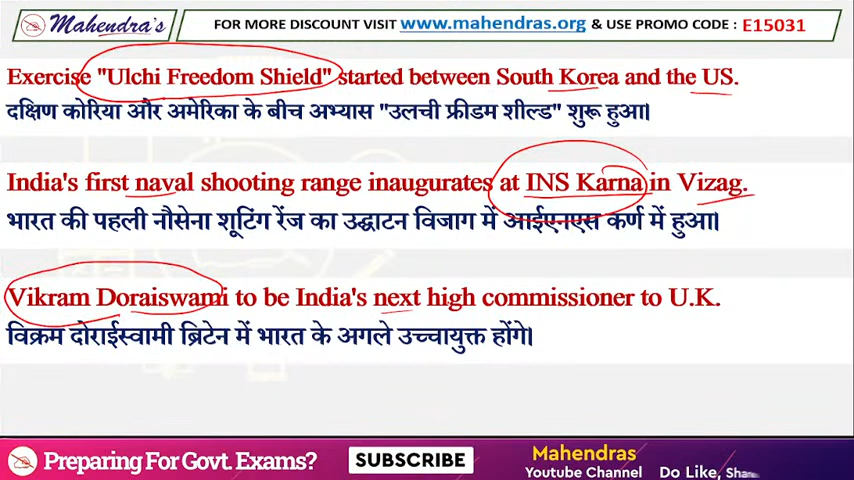 Mahendra's
FOR MORE DISCOUNT VISIT www.mahendras.org & USE PROMO CODE : E15031
Exercise "Ulchi Freedom Shield" started between South Korea and the US.
दक्षिण कोरिया और अमेरिका के बीच अभ्यास "उलची फ्रीडम शील्ड" शुरू हुआ।
India's first naval shooting range inaugurates at INS Karna in Vizag.
भारत की पहली नौसेना शूटिंग रेंज का उद्घाटन विजाग में आईएनएस कर्ण में हुआ।
Vikram Doraiswami to be India's next high commissioner to U.K.
विक्रम दोराईस्वामी ब्रिटेन में भारत के अगले उच्चायुक्त होंगे।
Preparing For Govt. Exams?
SUBSCRIBE
Mahendras
Youtube Channel
Do Like, Share